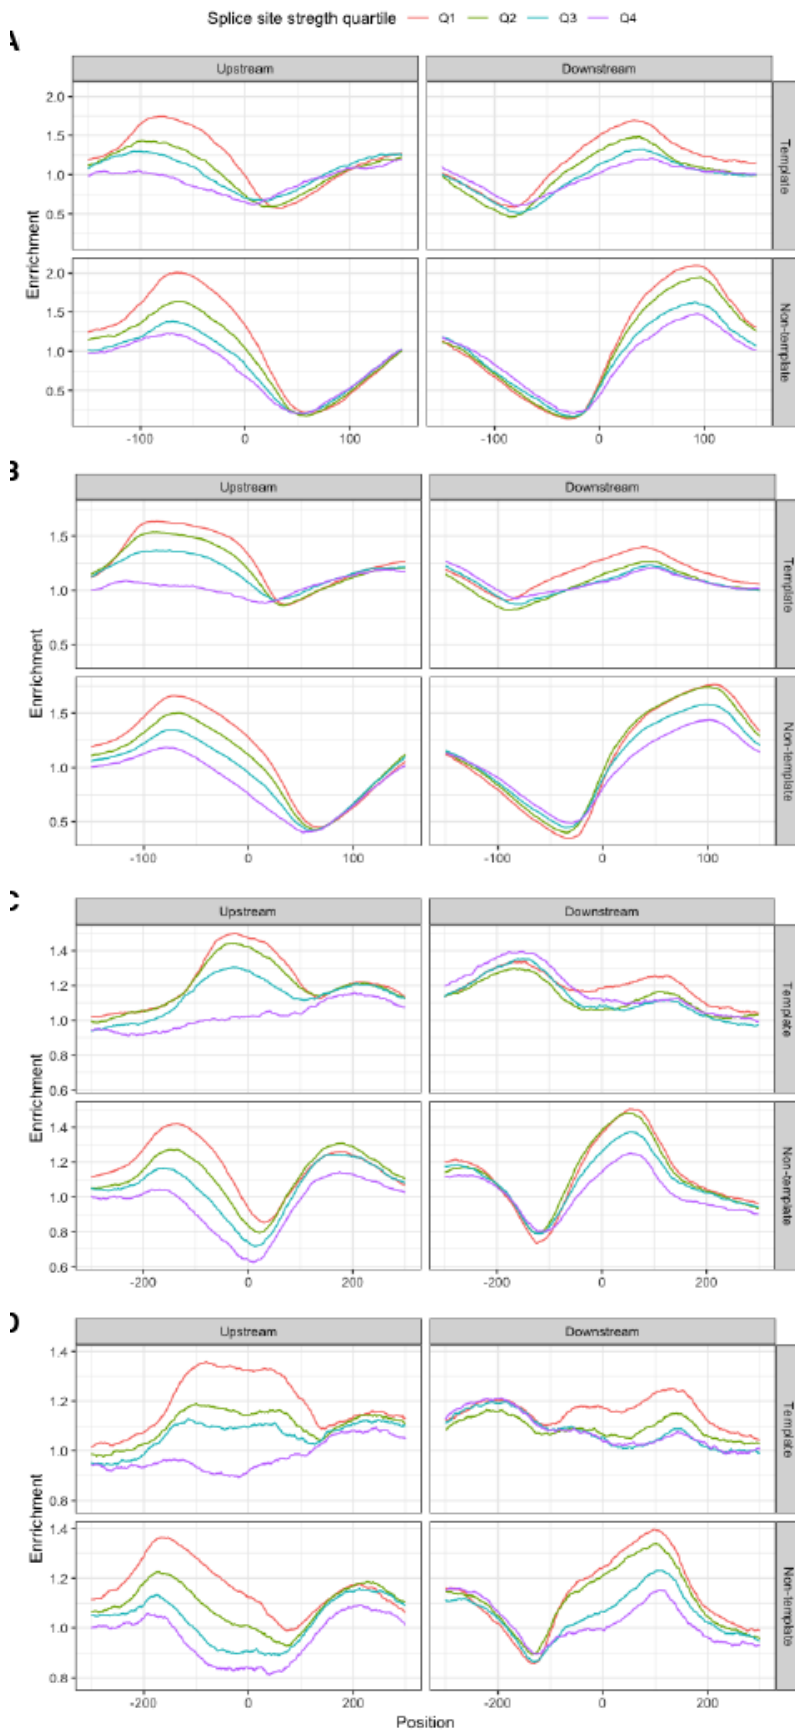 Splice site stregth quartile Q1 Q2 Q3 Q4
A
Upstream Downstream
2.0
1.5
1.0
0.5
Template
Enrrichment
2.0
1.5
1.0
0.5
Non-template
-100 0 100 -100 0 100
B
Upstream Downstream
1.5
1.0
0.5
Template
Enrrichment
1.5
1.0
0.5
Non-template
-100 0 100 -100 0 100
C
Upstream Downstream
1.4
1.2
1.0
0.8
0.6
Template
Enrrichment
1.4
1.2
1.0
0.8
0.6
Non-template
-200 0 200 -200 0 200
D
Upstream Downstream
1.4
1.2
1.0
0.8
Template
Enrrichment
1.4
1.2
1.0
0.8
Non-template
-200 0 200 -200 0 200
Position